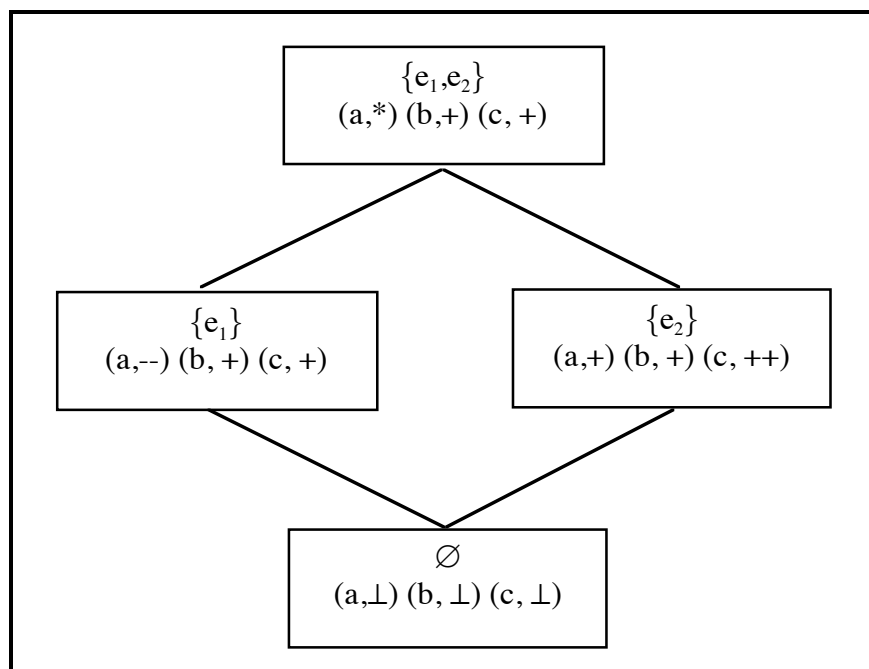 {e₁,e₂}
(a,*) (b,+) (c, +)
{e₁}
(a,--) (b, +) (c, +)
{e₂}
(a,+) (b, +) (c, ++)
∅
(a,⊥) (b, ⊥) (c, ⊥)